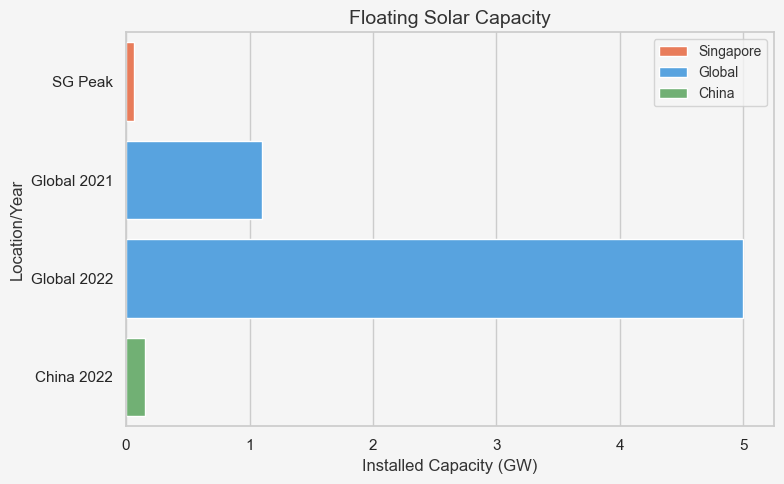 Floating Solar Capacity
Singapore
Global
China
Location/Year
SG Peak
Global 2021
Global 2022
China 2022
0 1 2 3 4 5
Installed Capacity (GW)